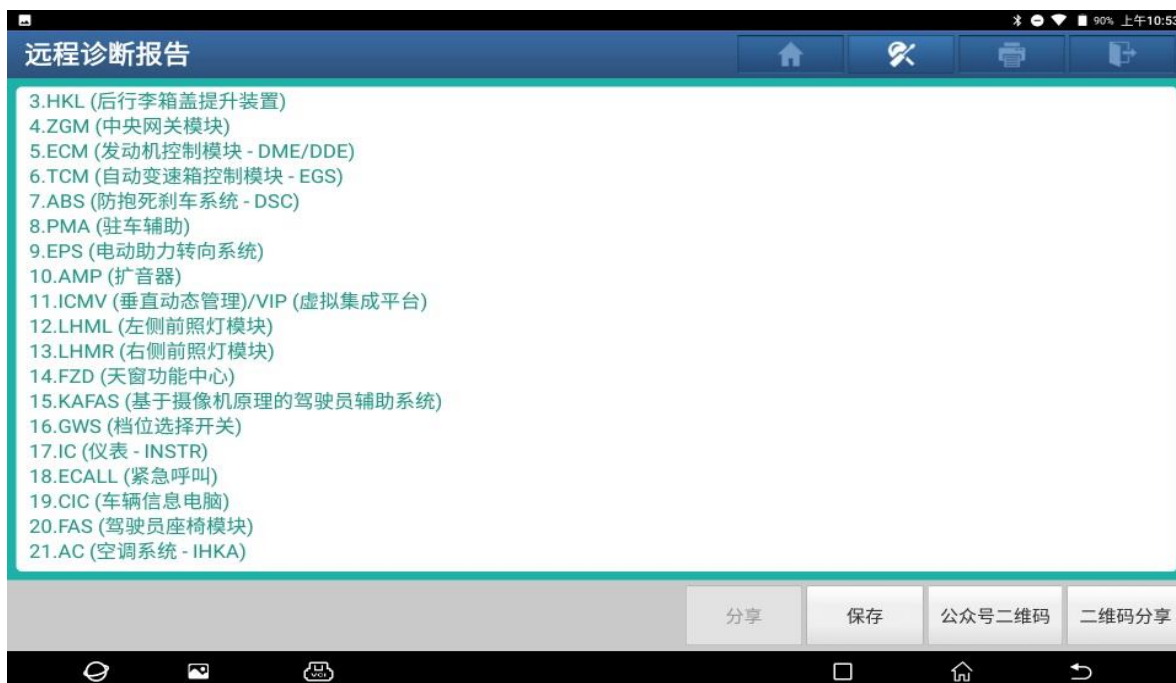 90% 上午10:53
远程诊断报告
3.HKL (后行李箱盖提升装置)
4.ZGM (中央网关模块)
5.ECM (发动机控制模块 - DME/DDE)
6.TCM (自动变速箱控制模块 - EGS)
7.ABS (防抱死刹车系统 - DSC)
8.PMA (驻车辅助)
9.EPS (电动助力转向系统)
10.AMP (扩音器)
11.ICMV (垂直动态管理)/VIP (虚拟集成平台)
12.LHML (左侧前照灯模块)
13.LHMR (右侧前照灯模块)
14.FZD (天窗功能中心)
15.KAFAS (基于摄像机原理的驾驶员辅助系统)
16.GWS (档位选择开关)
17.IC (仪表 - INSTR)
18.ECALL (紧急呼叫)
19.CIC (车辆信息电脑)
20.FAS (驾驶员座椅模块)
21.AC (空调系统 - IHKA)
分享 保存 公众号二维码 二维码分享
VCI